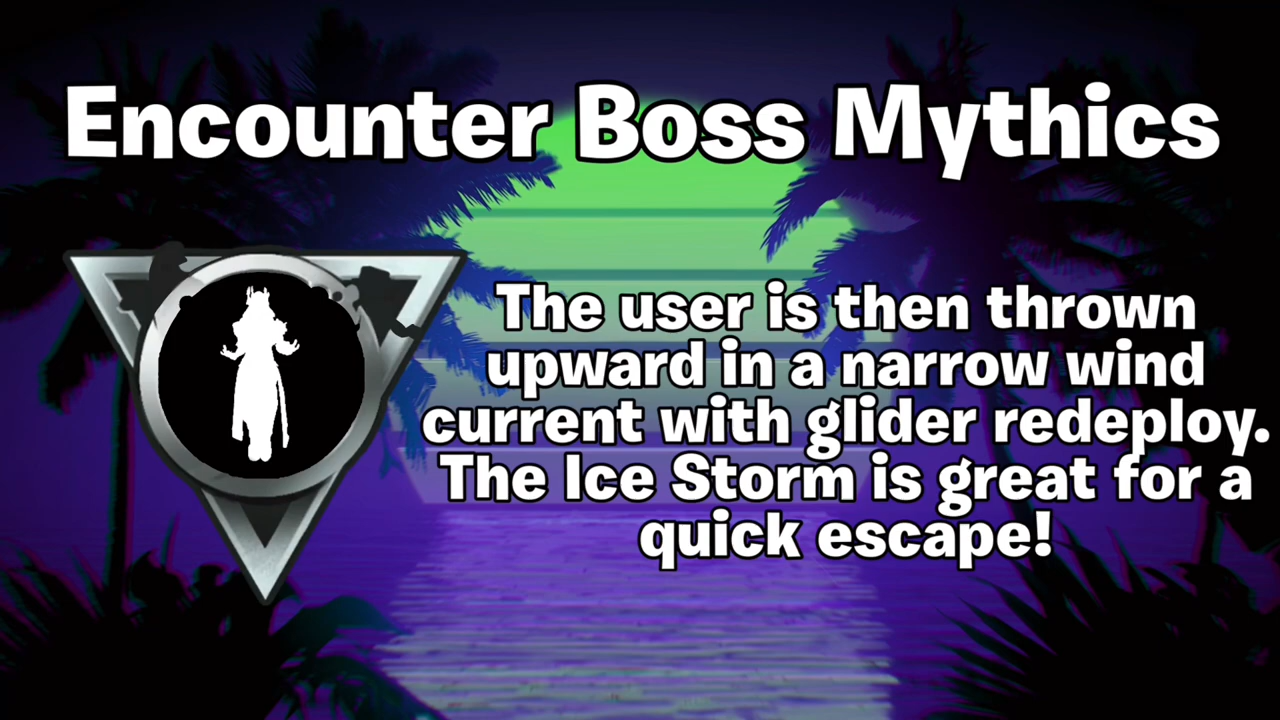 Encounter Boss Mythics
The user is then thrown
upward in a narrow wind
current with glider redeploy.
The Ice Storm is great for a
quick escape!